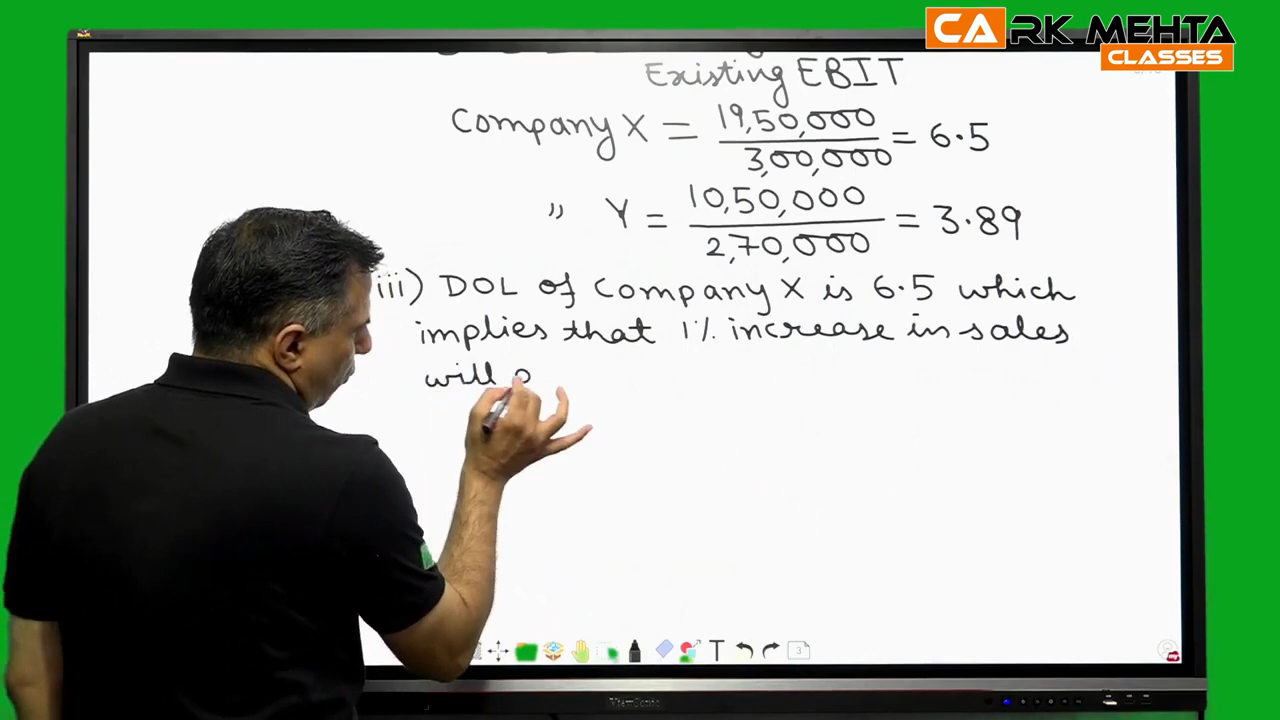 CA RK MEHTA
CLASSES
Existing EBIT
Company X = 19,50,000 / 3,00,000 = 6.5
" Y = 10,50,000 / 2,70,000 = 3.89
iii) DOL of Company X is 6.5 which
implies that 1% increase in sales
will
T
3
ViewSonic